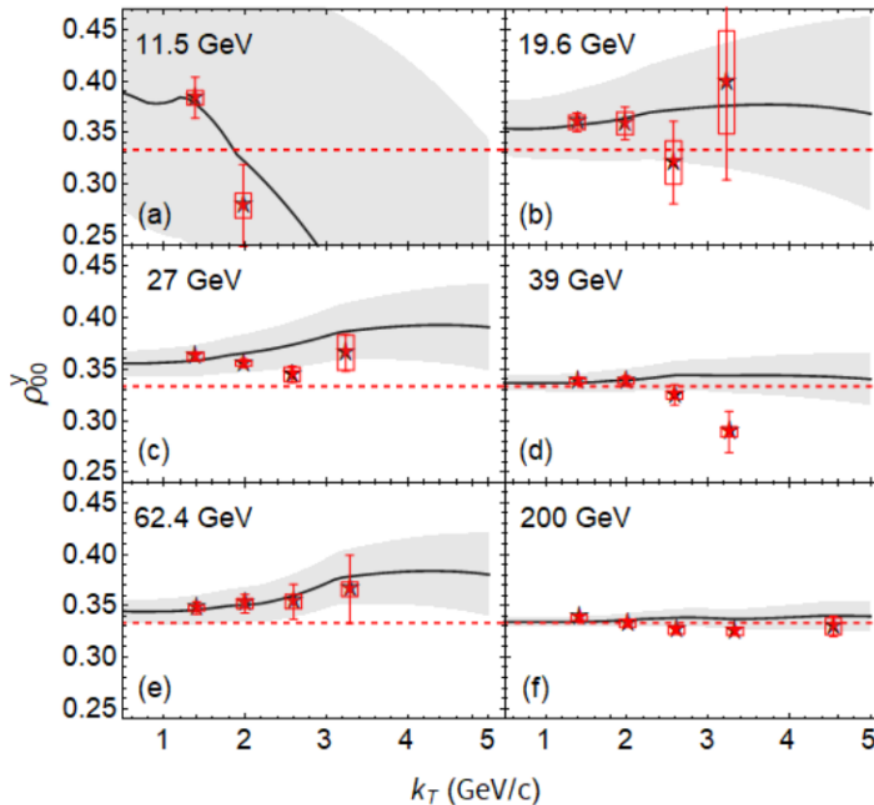 0.45
0.40
0.35
0.30
0.25
11.5 GeV
(a)
19.6 GeV
(b)
0.45
0.40
0.35
0.30
0.25
27 GeV
(c)
39 GeV
(d)
0.45
0.40
0.35
0.30
0.25
62.4 GeV
(e)
200 GeV
(f)
ρ₀₀ʸ
1 2 3 4 5
1 2 3 4 5
k_T (GeV/c)